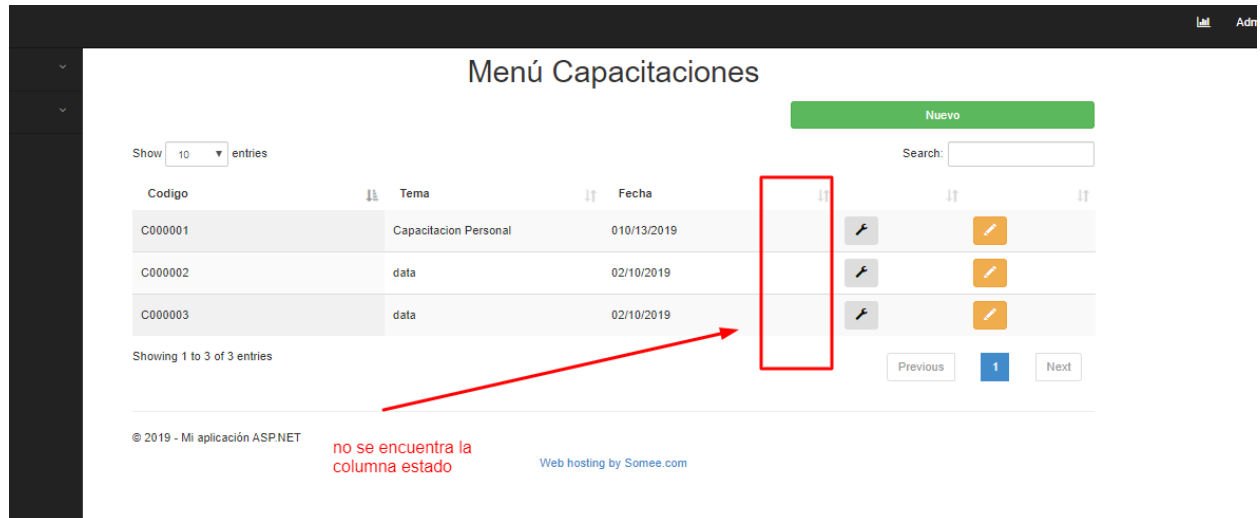 Adm
Menú Capacitaciones
Nuevo
Show 10 entries
Search:
Codigo Tema Fecha
C000001 Capacitacion Personal 010/13/2019
C000002 data 02/10/2019
C000003 data 02/10/2019
Showing 1 to 3 of 3 entries
Previous 1 Next
© 2019 - Mi aplicación ASP.NET
no se encuentra la
columna estado
Web hosting by Somee.com